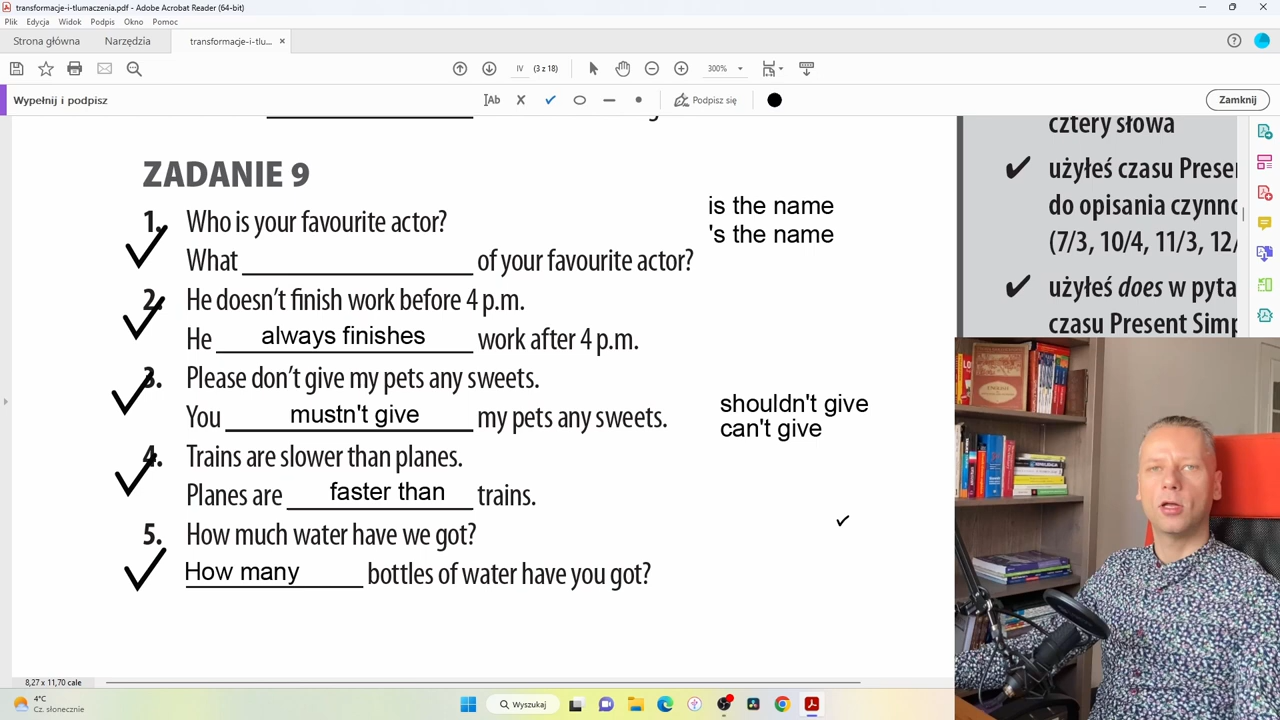 transformacje-i-tlumaczenia.pdf - Adobe Acrobat Reader (64-bit)
Plik Edycja Widok Podpis Okno Pomoc
Strona główna Narzędzia transformacje-i-tlu... ×
IV (3 z 18) 300%
Wypełnij i podpisz Ab Podpisz się Zamknij
ZADANIE 9
1. Who is your favourite actor?
is the name
's the name
What of your favourite actor?
2. He doesn't finish work before 4 p.m.
He always finishes work after 4 p.m.
3. Please don't give my pets any sweets.
You mustn't give my pets any sweets.
shouldn't give
can't give
4. Trains are slower than planes.
Planes are faster than trains.
5. How much water have we got?
How many bottles of water have you got?
cztery słowa
użyłeś czasu Prese
do opisania czynno
(7/3, 10/4, 11/3, 12/
użyłeś does w pyta
czasu Present Simp
8,27 x 11,70 cale
4°C
Cz. słonecznie
Wyszukaj